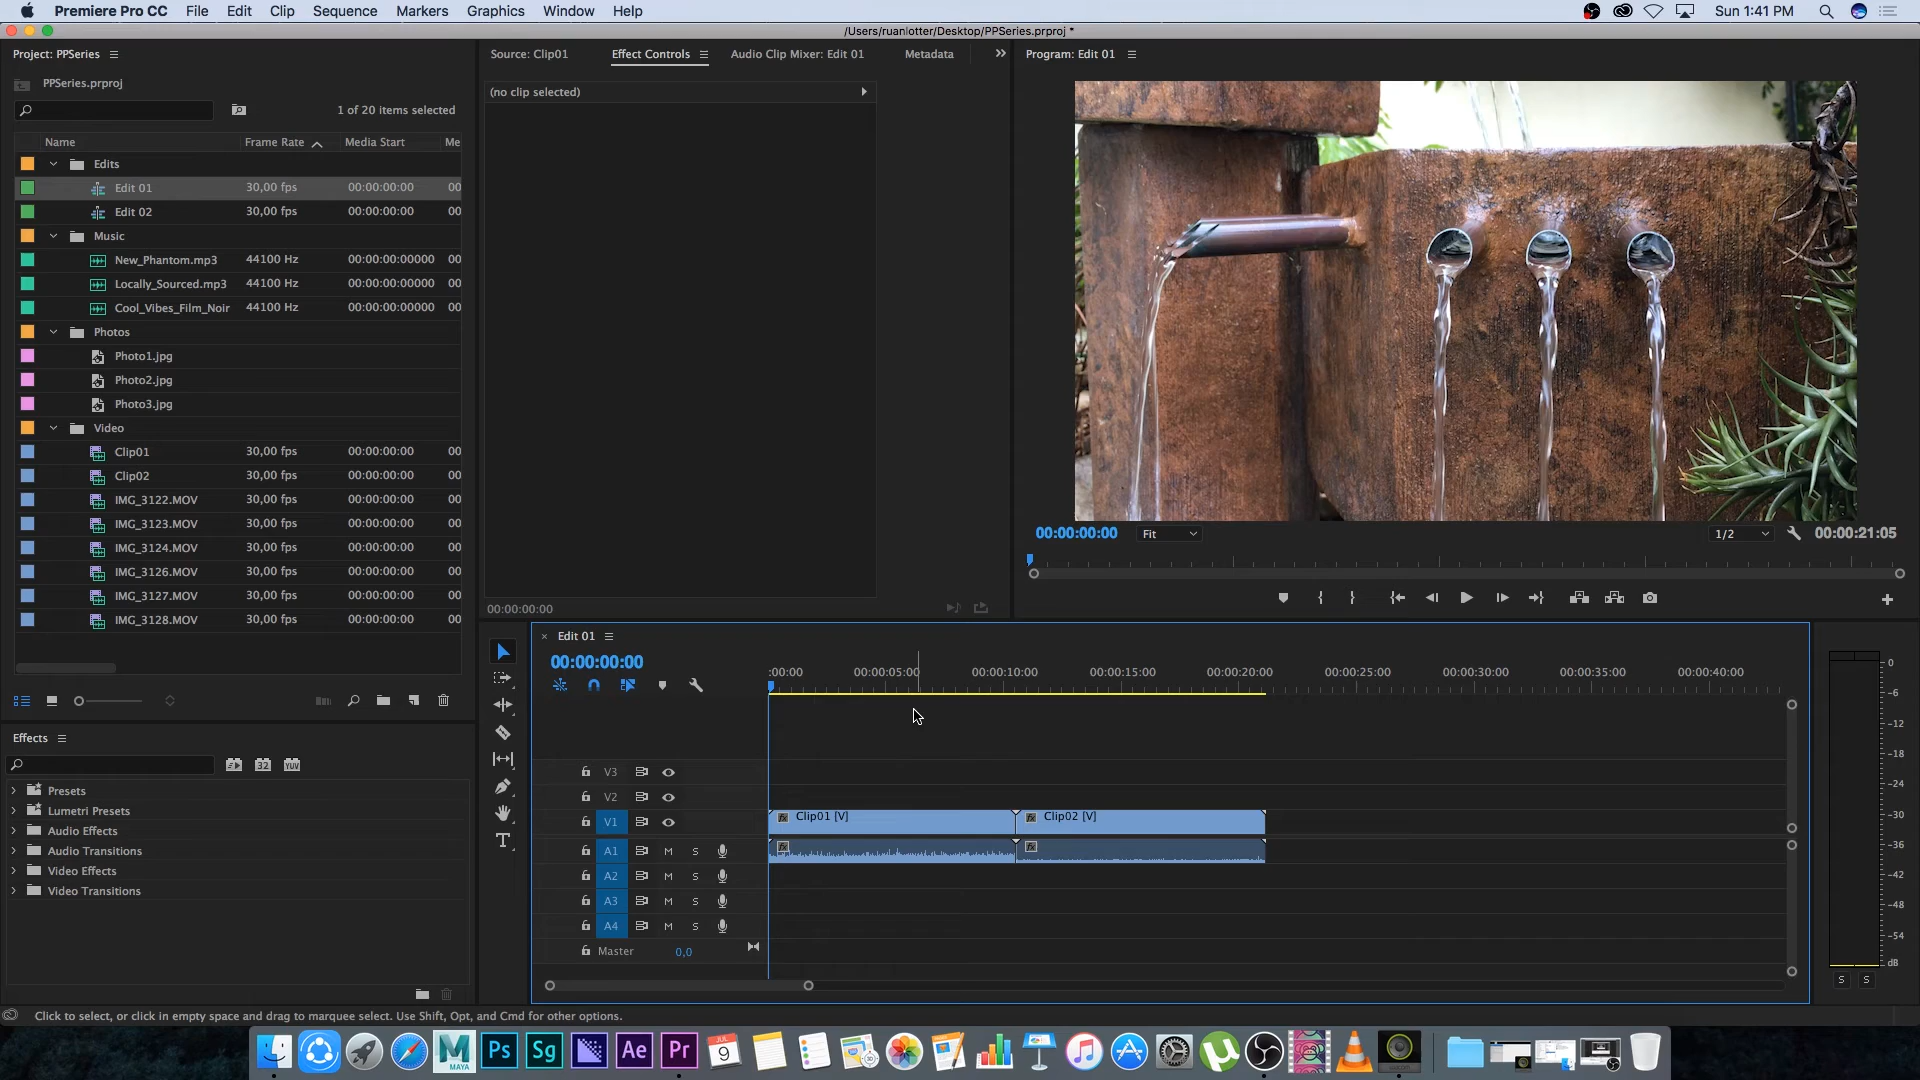 Premiere Pro CC File Edit Clip Sequence Markers Graphics Window Help Sun 1:41 PM
/Users/ruanlotter/Desktop/PPSeries.prproj *
Project: PPSeries
PPSeries.prproj
1 of 20 items selected
Name Frame Rate Media Start Me
Edits
Edit 01 30,00 fps 00:00:00:00 00
Edit 02 30,00 fps 00:00:00:00 00
Music
New_Phantom.mp3 44100 Hz 00:00:00:00000 00
Locally_Sourced.mp3 44100 Hz 00:00:00:00000 00
Cool_Vibes_Film_Noir 44100 Hz 00:00:00:00000 00
Photos
Photo1.jpg
Photo2.jpg
Photo3.jpg
Video
Clip01 30,00 fps 00:00:00:00 00
Clip02 30,00 fps 00:00:00:00 00
IMG_3122.MOV 30,00 fps 00:00:00:00 00
IMG_3123.MOV 30,00 fps 00:00:00:00 00
IMG_3124.MOV 30,00 fps 00:00:00:00 00
IMG_3126.MOV 30,00 fps 00:00:00:00 00
IMG_3127.MOV 30,00 fps 00:00:00:00 00
IMG_3128.MOV 30,00 fps 00:00:00:00 00
Source: Clip01 Effect Controls Audio Clip Mixer: Edit 01 Metadata
(no clip selected)
00:00:00:00
Program: Edit 01
00:00:00:00 Fit 1/2 00:00:21:05
Effects
32 YUV
Presets
Lumetri Presets
Audio Effects
Audio Transitions
Video Effects
Video Transitions
× Edit 01
00:00:00:00
:00:00 00:00:05:00 00:00:10:00 00:00:15:00 00:00:20:00 00:00:25:00 00:00:30:00 00:00:35:00 00:00:40:00
V3
V2
V1 fx Clip01 [V] fx Clip02 [V]
A1 M S fx fx
A2 M S
A3 M S
A4 M S
Master 0,0
0
-6
-12
-18
-24
-30
-36
-42
-48
-54
dB
S S
Click to select, or click in empty space and drag to marquee select. Use Shift, Opt, and Cmd for other options.
M MAYA Ps Sg Ae Pr JUL 9